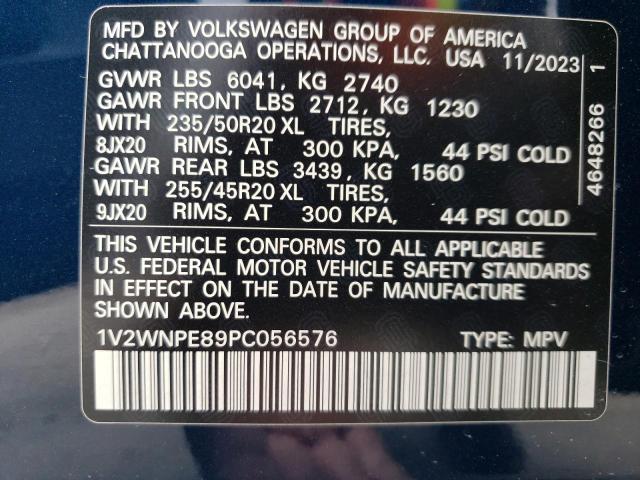 MFD BY VOLKSWAGEN GROUP OF AMERICA
CHATTANOOGA OPERATIONS, LLC. USA 11/2023
GVWR LBS 6041, KG 2740
GAWR FRONT LBS 2712, KG 1230
WITH 235/50R20 XL TIRES,
8JX20 RIMS, AT 300 KPA, 44 PSI COLD
GAWR REAR LBS 3439, KG 1560
WITH 255/45R20 XL TIRES,
9JX20 RIMS, AT 300 KPA, 44 PSI COLD
THIS VEHICLE CONFORMS TO ALL APPLICABLE
U.S. FEDERAL MOTOR VEHICLE SAFETY STANDARDS
IN EFFECT ON THE DATE OF MANUFACTURE
SHOWN ABOVE.
1V2WNPE89PC056576 TYPE: MPV
4648266 1